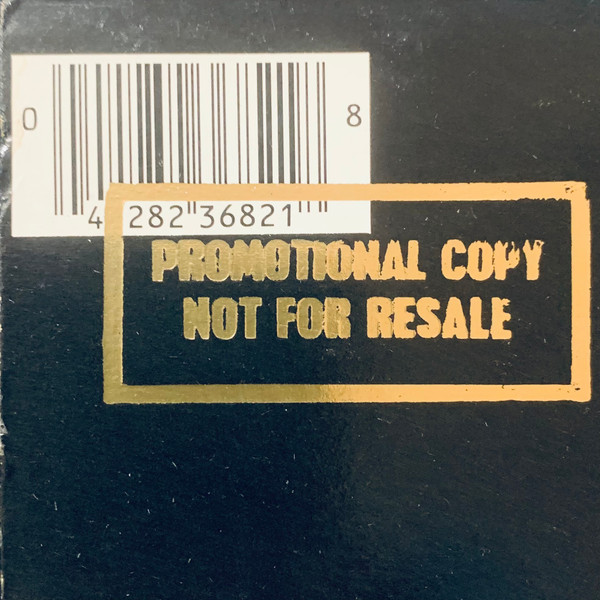 0 8
4 282 36821
PROMOTIONAL COPY
NOT FOR RESALE